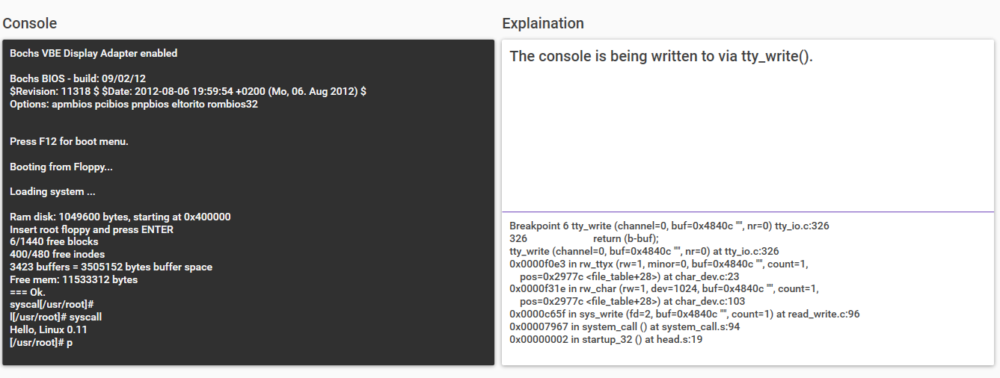 Console
Bochs VBE Display Adapter enabled
Bochs BIOS - build: 09/02/12
$Revision: 11318 $ $Date: 2012-08-06 19:59:54 +0200 (Mo, 06. Aug 2012) $
Options: apmbios pcibios pnpbios eltorito rombios32
Press F12 for boot menu.
Booting from Floppy...
Loading system ...
Ram disk: 1049600 bytes, starting at 0x400000
Insert root floppy and press ENTER
6/1440 free blocks
400/480 free inodes
3423 buffers = 3505152 bytes buffer space
Free mem: 11533312 bytes
=== Ok.
syscal[/usr/root]#
l[/usr/root]# syscall
Hello, Linux 0.11
[/usr/root]# p
Explaination
The console is being written to via tty_write().
Breakpoint 6 tty_write (channel=0, buf=0x4840c "", nr=0) tty_io.c:326
326 return (b-buf);
tty_write (channel=0, buf=0x4840c "", nr=0) at tty_io.c:326
0x0000f0e3 in rw_ttyx (rw=1, minor=0, buf=0x4840c "", count=1,
pos=0x2977c <file_table+28>) at char_dev.c:23
0x0000f31e in rw_char (rw=1, dev=1024, buf=0x4840c "", count=1,
pos=0x2977c <file_table+28>) at char_dev.c:103
0x0000c65f in sys_write (fd=2, buf=0x4840c "", count=1) at read_write.c:96
0x00007967 in system_call () at system_call.s:94
0x00000002 in startup_32 () at head.s:19